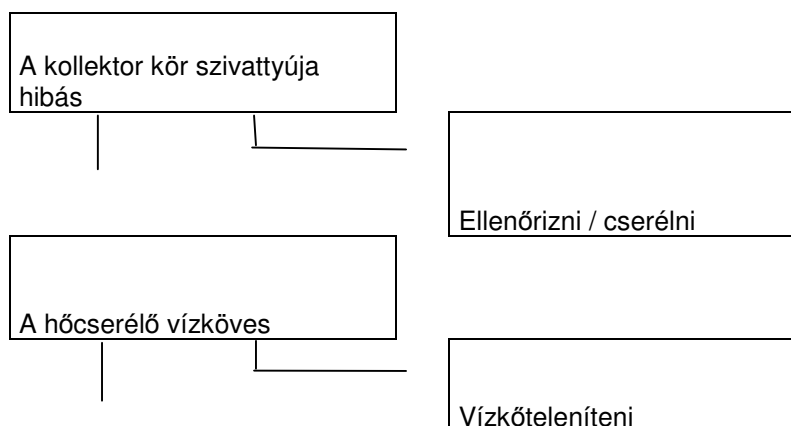 A kollektor kör szivattyúja
hibás
Ellenőrizni / cserélni
A hőcserélő vízköves
Vízkőteleníteni